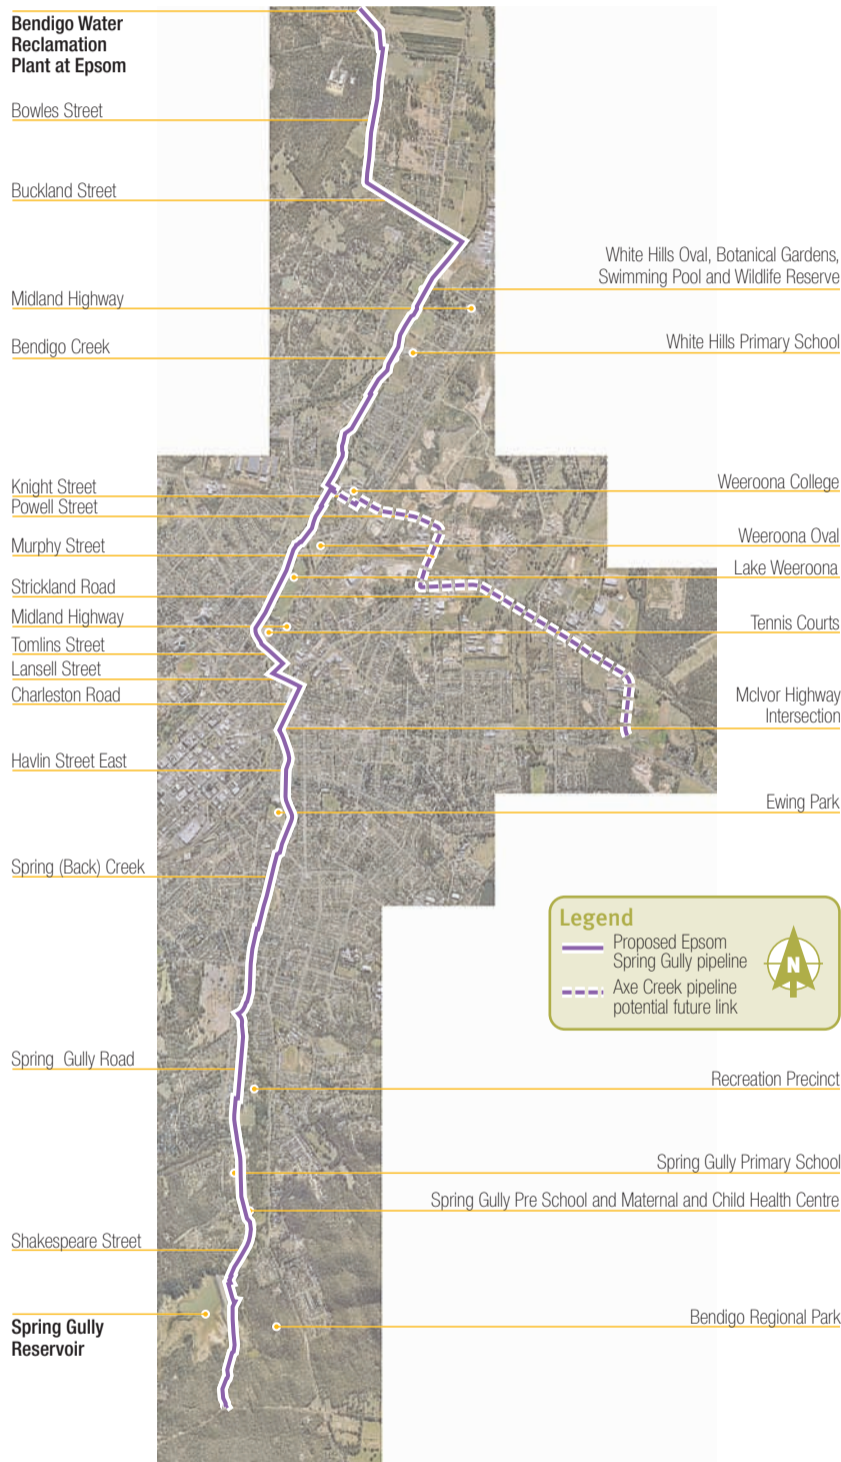 Bendigo Water
Reclamation
Plant at Epsom
Bowles Street
Buckland Street
White Hills Oval, Botanical Gardens,
Swimming Pool and Wildlife Reserve
Midland Highway
White Hills Primary School
Bendigo Creek
Weeroona College
Knight Street
Powell Street
Weeroona Oval
Murphy Street
Lake Weeroona
Strickland Road
Midland Highway
Tennis Courts
Tomlins Street
Lansell Street
Charleston Road
McIvor Highway
Intersection
Havlin Street East
Ewing Park
Spring (Back) Creek
Legend
Proposed Epsom
Spring Gully pipeline
Axe Creek pipeline
potential future link
N
Spring Gully Road
Recreation Precinct
Spring Gully Primary School
Spring Gully Pre School and Maternal and Child Health Centre
Shakespeare Street
Bendigo Regional Park
Spring Gully
Reservoir